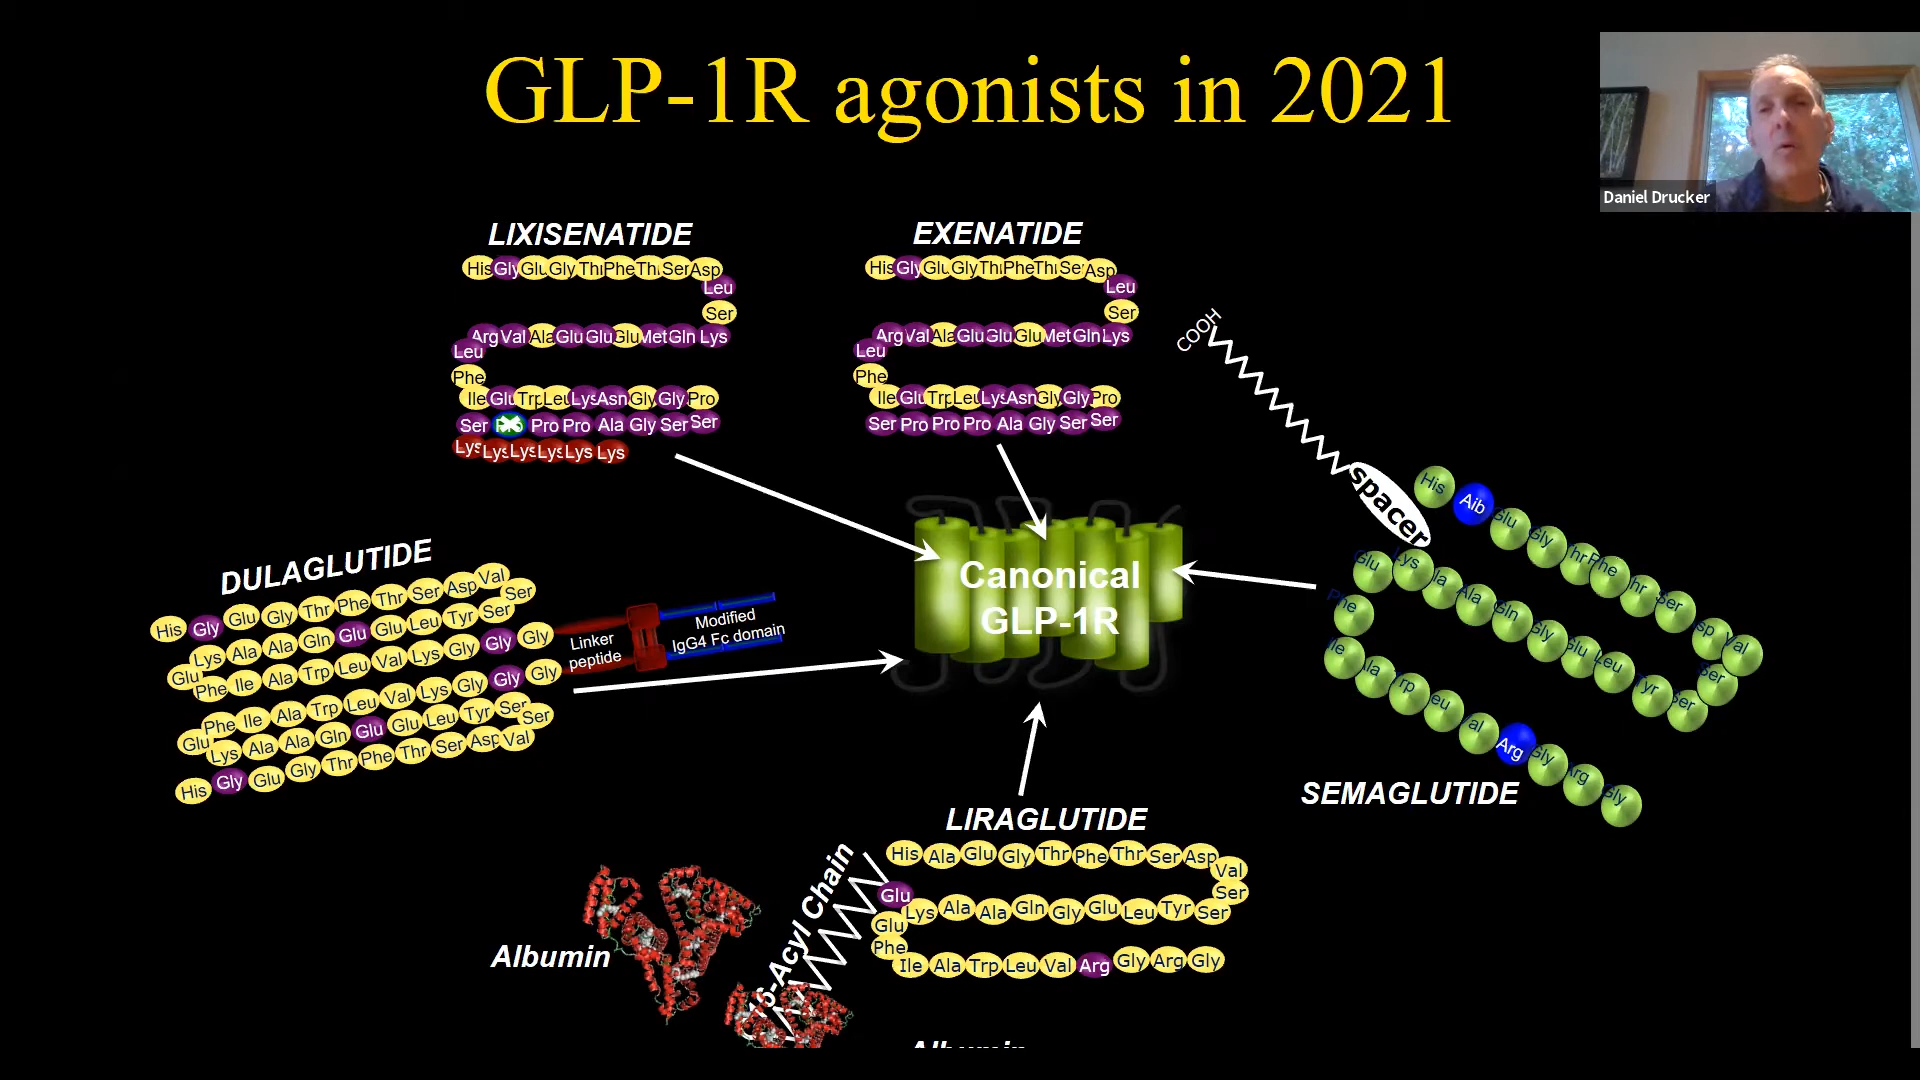 GLP-1R agonists in 2021
Daniel Drucker
LIXISENATIDE
His Gly Glu Gly Thr Phe Thr Ser Asp
Leu
Ser
Arg Val Ala Glu Glu Glu Met Gln Lys
Leu
Phe
Ile Glu Trp Leu Lys Asn Gly Gly Pro
Ser Pro Pro Pro Ala Gly Ser Ser
Lys Lys Lys Lys Lys Lys
EXENATIDE
His Gly Glu Gly Thr Phe Thr Ser Asp
Leu
Ser
Arg Val Ala Glu Glu Glu Met Gln Lys
Leu
Phe
Ile Glu Trp Leu Lys Asn Gly Gly Pro
Ser Pro Pro Pro Ala Gly Ser Ser
COOH
spacer
His Aib Glu Gly Thr Phe Thr Ser Asp Val
Glu Lys Ala Ala Gln Gly Glu Leu Tyr Ser Ser
Phe
Ile Ala Trp Leu Val Arg Gly Arg Gly
SEMAGLUTIDE
Canonical
GLP-1R
DULAGLUTIDE
His Gly Glu Gly Thr Phe Thr Ser Asp Val
Lys Ala Ala Gln Glu Glu Leu Tyr Ser Ser
Glu
Phe Ile Ala Trp Leu Val Lys Gly Gly Gly
Linker
peptide
Modified
IgG4 Fc domain
Phe Ile Ala Trp Leu Val Lys Gly Gly Gly
Glu
Lys Ala Ala Gln Glu Glu Leu Tyr Ser Ser
His Gly Glu Gly Thr Phe Thr Ser Asp Val
LIRAGLUTIDE
His Ala Glu Gly Thr Phe Thr Ser Asp
Val
Ser
Glu
Lys Ala Ala Gln Gly Glu Leu Tyr Ser
Glu
Phe
Ile Ala Trp Leu Val Arg Gly Arg Gly
-Acyl Chain
Albumin
Albumin